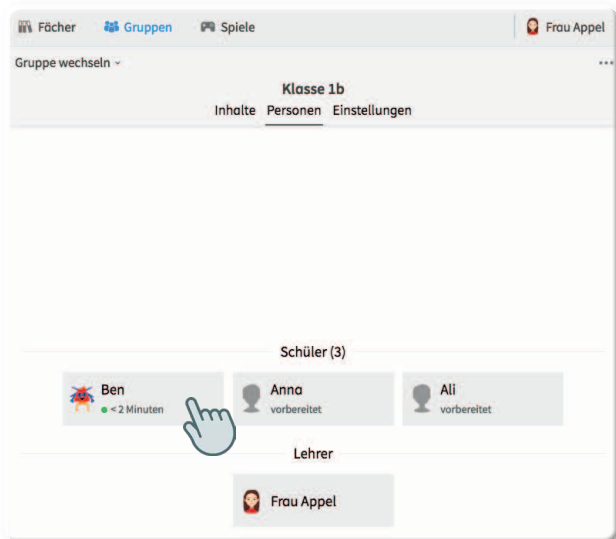 Fächer Gruppen Spiele Frau Appel
Gruppe wechseln
Klasse 1b
Inhalte Personen Einstellungen
Schüler (3)
Ben Anna Ali
< 2 Minuten vorbereitet vorbereitet
Lehrer
Frau Appel